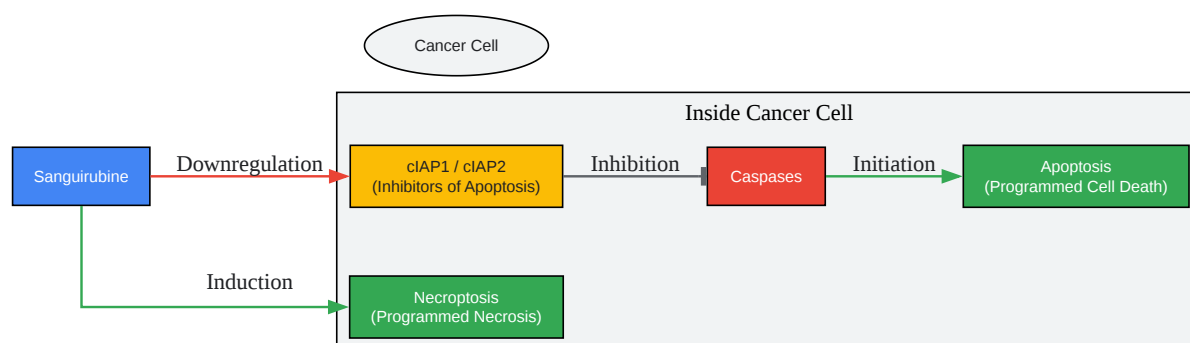 Cancer Cell
Inside Cancer Cell
Sanguirubine
Downregulation
cIAP1 / cIAP2
(Inhibitors of Apoptosis)
Inhibition
Caspases
Initiation
Apoptosis
(Programmed Cell Death)
Induction
Necroptosis
(Programmed Necrosis)